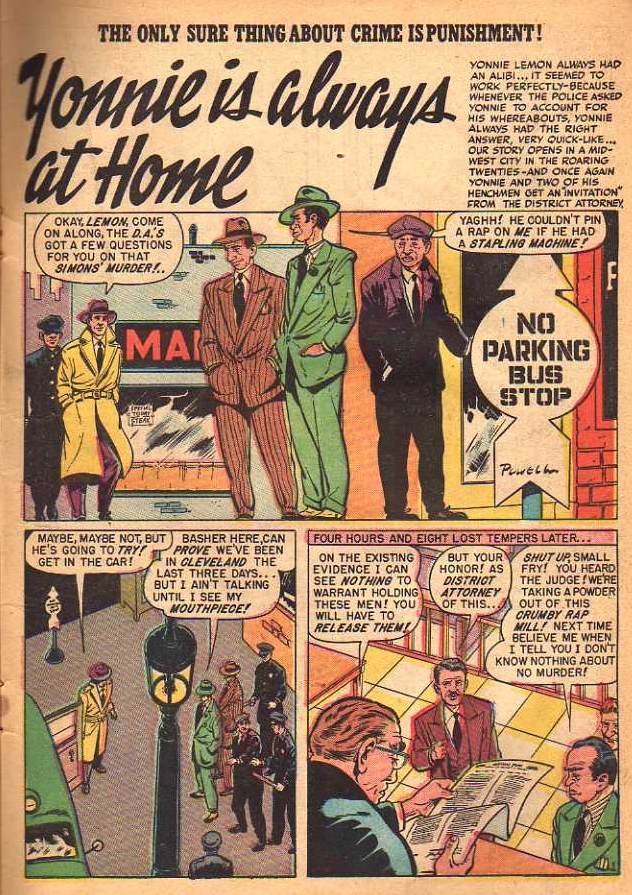 THE ONLY SURE THING ABOUT CRIME IS PUNISHMENT!
Yonnie is always
at Home
YONNIE LEMON ALWAYS HAD
AN ALIBI... IT SEEMED TO
WORK PERFECTLY-BECAUSE
WHENEVER THE POLICE ASKED
YONNIE TO ACCOUNT FOR
HIS WHEREABOUTS, YONNIE
ALWAYS HAD THE RIGHT
ANSWER, VERY QUICK-LIKE...
OUR STORY OPENS IN A MID-
WEST CITY IN THE ROARING
TWENTIES-AND ONCE AGAIN
YONNIE AND TWO OF HIS
HENCHMEN GET AN "INVITATION"
FROM THE DISTRICT ATTORNEY.
OKAY, LEMON, COME
ON ALONG, THE D.A.'S
GOT A FEW QUESTIONS
FOR YOU ON THAT
SIMONS' MURDER!..
YAGHH! HE COULDN'T PIN
A RAP ON ME IF HE HAD
A STAPLING MACHINE!
MA
SPECIAL
TODAY
STEAK
NO
PARKING
BUS
STOP
Powell
MAYBE, MAYBE NOT, BUT
HE'S GOING TO TRY!
GET IN THE CAR!
BASHER HERE, CAN
PROVE WE'VE BEEN
IN CLEVELAND THE
LAST THREE DAYS...
BUT I AIN'T TALKING
UNTIL I SEE MY
MOUTHPIECE!
FOUR HOURS AND EIGHT LOST TEMPERS LATER...
ON THE EXISTING
EVIDENCE I CAN
SEE NOTHING TO
WARRANT HOLDING
THESE MEN! YOU
WILL HAVE TO
RELEASE THEM!
BUT YOUR
HONOR! AS
DISTRICT
ATTORNEY
OF THIS...
SHUT UP, SMALL
FRY! YOU HEARD
THE JUDGE! WE'RE
TAKING A POWDER
OUT OF THIS
CRUMBY RAP
MILL! NEXT TIME
BELIEVE ME WHEN
I TELL YOU I DON'T
KNOW NOTHING ABOUT
NO MURDER!